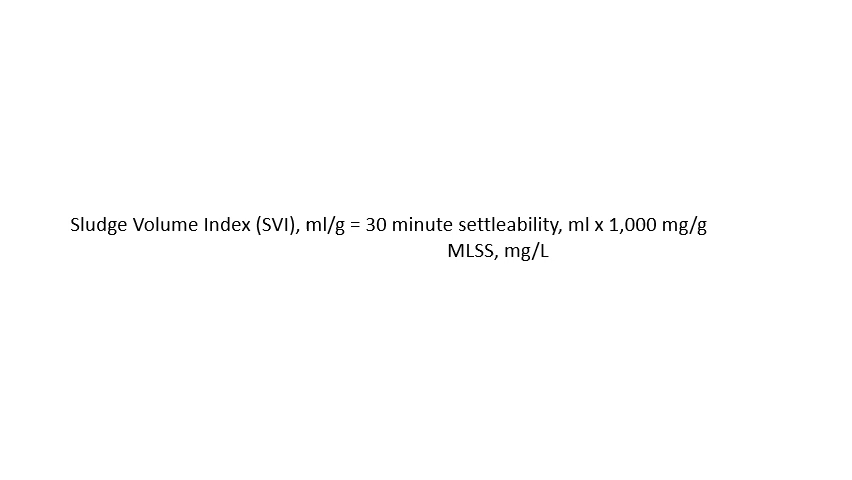 Sludge Volume Index (SVI), ml/g = 30 minute settleability, ml x 1,000 mg/g
MLSS, mg/L